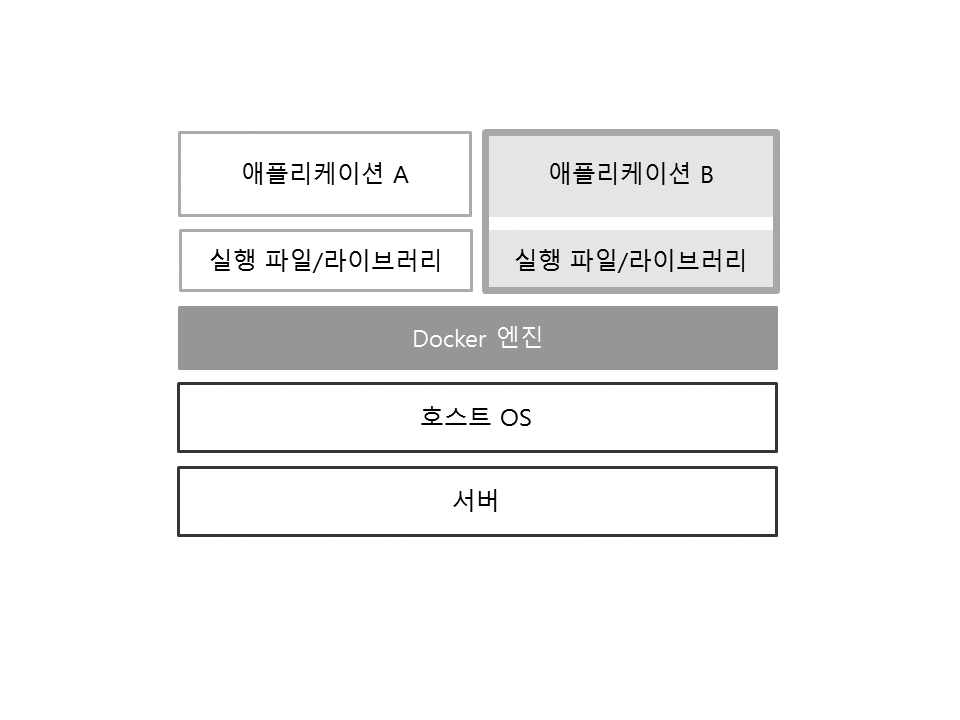 애플리케이션 A
애플리케이션 B
실행 파일/라이브러리
실행 파일/라이브러리
Docker 엔진
호스트 OS
서버